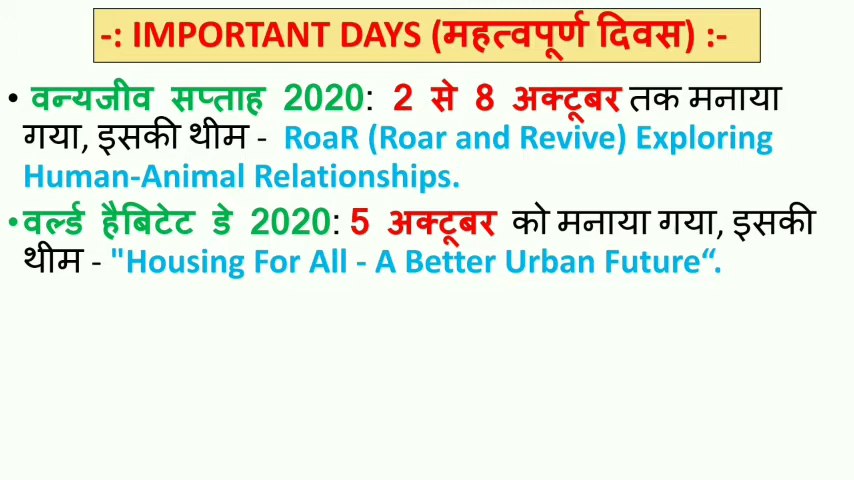 -: IMPORTANT DAYS (महत्वपूर्ण दिवस) :-
• वन्यजीव सप्ताह 2020: 2 से 8 अक्टूबर तक मनाया
गया, इसकी थीम - RoaR (Roar and Revive) Exploring
Human-Animal Relationships.
•वर्ल्ड हैबिटेट डे 2020: 5 अक्टूबर को मनाया गया, इसकी
थीम - "Housing For All - A Better Urban Future“.